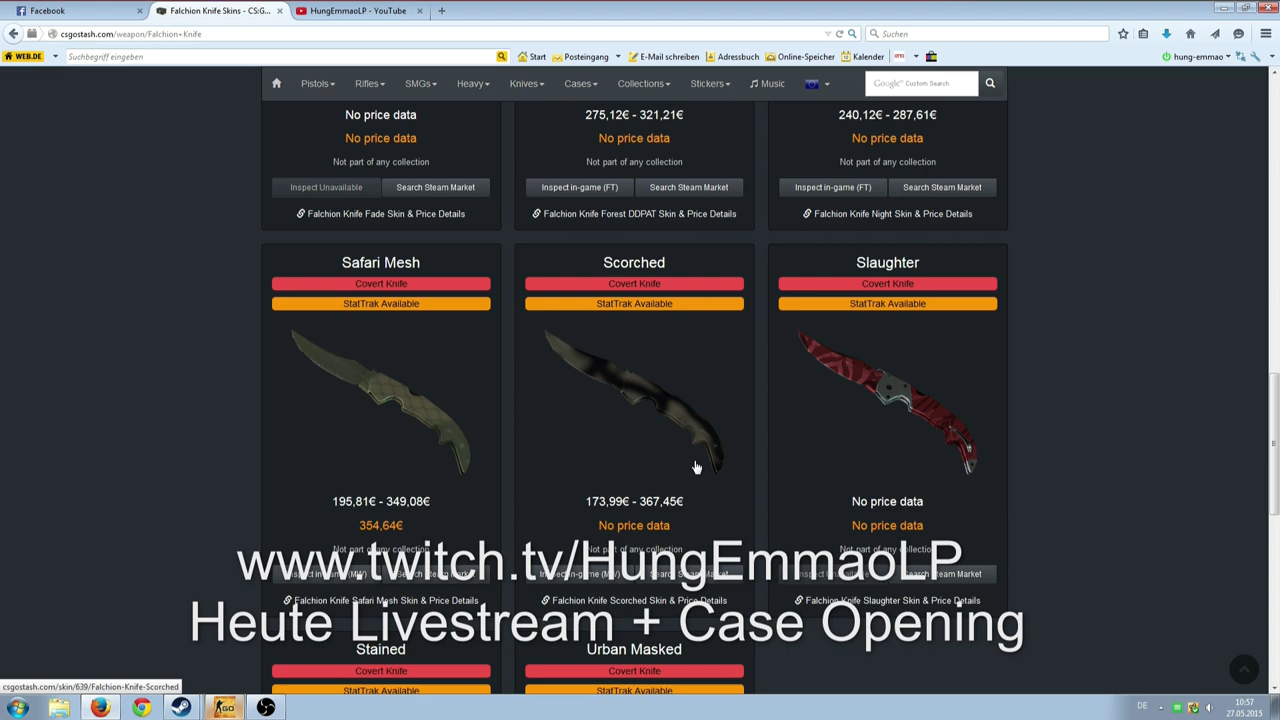 Facebook
Falchion Knife Skins - CS:G...
HungEmmaoLP - YouTube
csgostash.com/weapon/Falchion+Knife
Suchen
WEB.DE
Suchbegriff eingeben
Start
Posteingang
E-Mail schreiben
Adressbuch
Online-Speicher
Kalender
hung-emmao
Pistols
Rifles
SMGs
Heavy
Knives
Cases
Collections
Stickers
Music
Google Custom Search
No price data
275,12€ - 321,21€
240,12€ - 287,61€
No price data
No price data
No price data
Not part of any collection
Not part of any collection
Not part of any collection
Inspect Unavailable
Search Steam Market
Inspect in-game (FT)
Search Steam Market
Inspect in-game (FT)
Search Steam Market
Falchion Knife Fade Skin & Price Details
Falchion Knife Forest DDPAT Skin & Price Details
Falchion Knife Night Skin & Price Details
Safari Mesh
Scorched
Slaughter
Covert Knife
Covert Knife
Covert Knife
StatTrak Available
StatTrak Available
StatTrak Available
195,81€ - 349,08€
173,99€ - 367,45€
No price data
354,64€
No price data
No price data
www.twitch.tv/HungEmmaoLP
Falchion Knife Safari Mesh Skin & Price Details
Falchion Knife Scorched Skin & Price Details
Falchion Knife Slaughter Skin & Price Details
Heute Livestream + Case Opening
Stained
Urban Masked
Covert Knife
Covert Knife
StatTrak Available
StatTrak Available
csgostash.com/skin/639/Falchion-Knife-Scorched
DE
10:57
27.05.2015